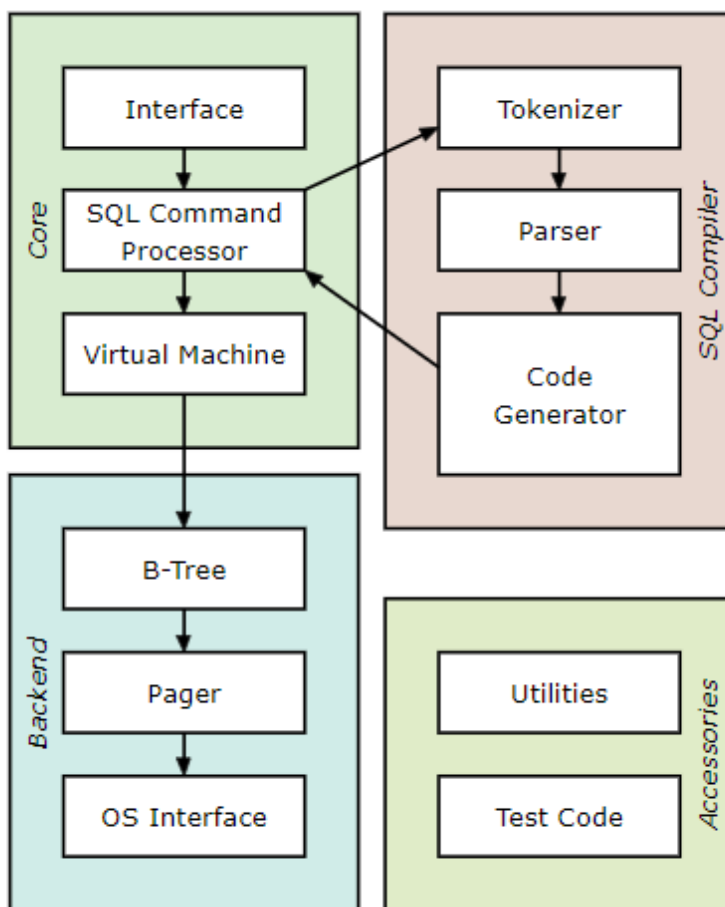 Core
Interface
SQL Command
Processor
Virtual Machine
SQL Compiler
Tokenizer
Parser
Code
Generator
Backend
B-Tree
Pager
OS Interface
Accessories
Utilities
Test Code